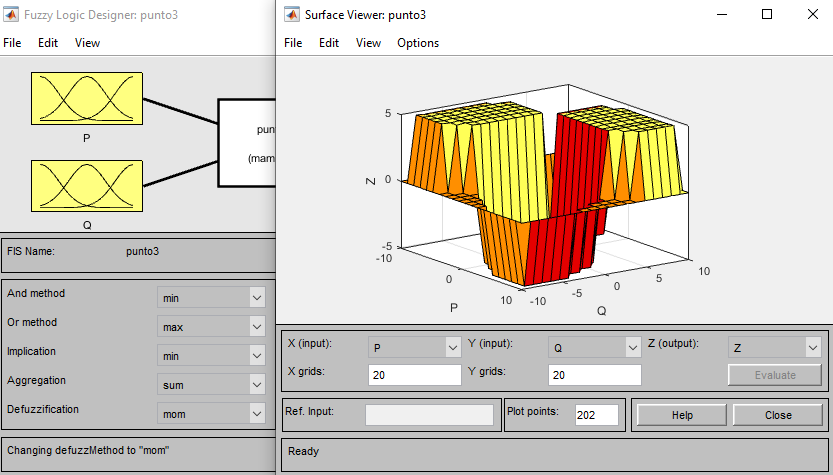 Fuzzy Logic Designer: punto3
File Edit View
P
Q
pun
(mam
FIS Name: punto3
And method min
Or method max
Implication min
Aggregation sum
Defuzzification mom
Changing defuzzMethod to "mom"
Surface Viewer: punto3
File Edit View Options
5
0
-5
Z
-10
0
10
P
-10
-5
0
5
10
Q
X (input): P Y (input): Q Z (output): Z
X grids: 20 Y grids: 20 Evaluate
Ref. Input: Plot points: 202 Help Close
Ready